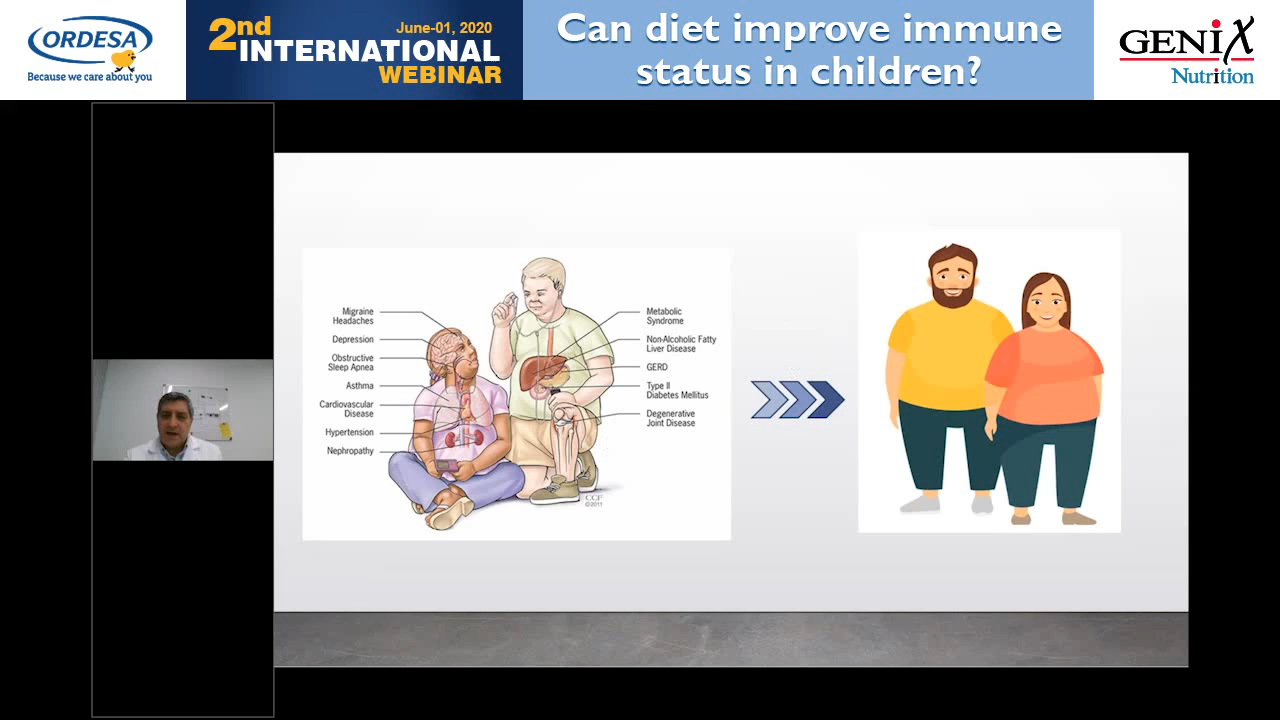 ORDESA
Because we care about you
2nd
June-01, 2020
INTERNATIONAL
WEBINAR
Can diet improve immune
status in children?
GENiX
Nutrition
Migraine
Headaches
Depression
Obstructive
Sleep Apnea
Asthma
Cardiovascular
Disease
Hypertension
Nephropathy
Metabolic
Syndrome
Non-Alcoholic Fatty
Liver Disease
GERD
Type II
Diabetes Mellitus
Degenerative
Joint Disease
CCF
©2011